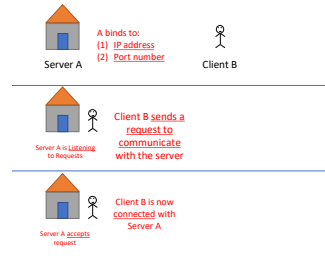 A binds to:
(1) IP address
(2) Port number
Server A
Client B
Client B sends a
request to
communicate
with the server
Server A is Listening
to Requests
Client B is now
connected with
Server A
Server A accepts
request